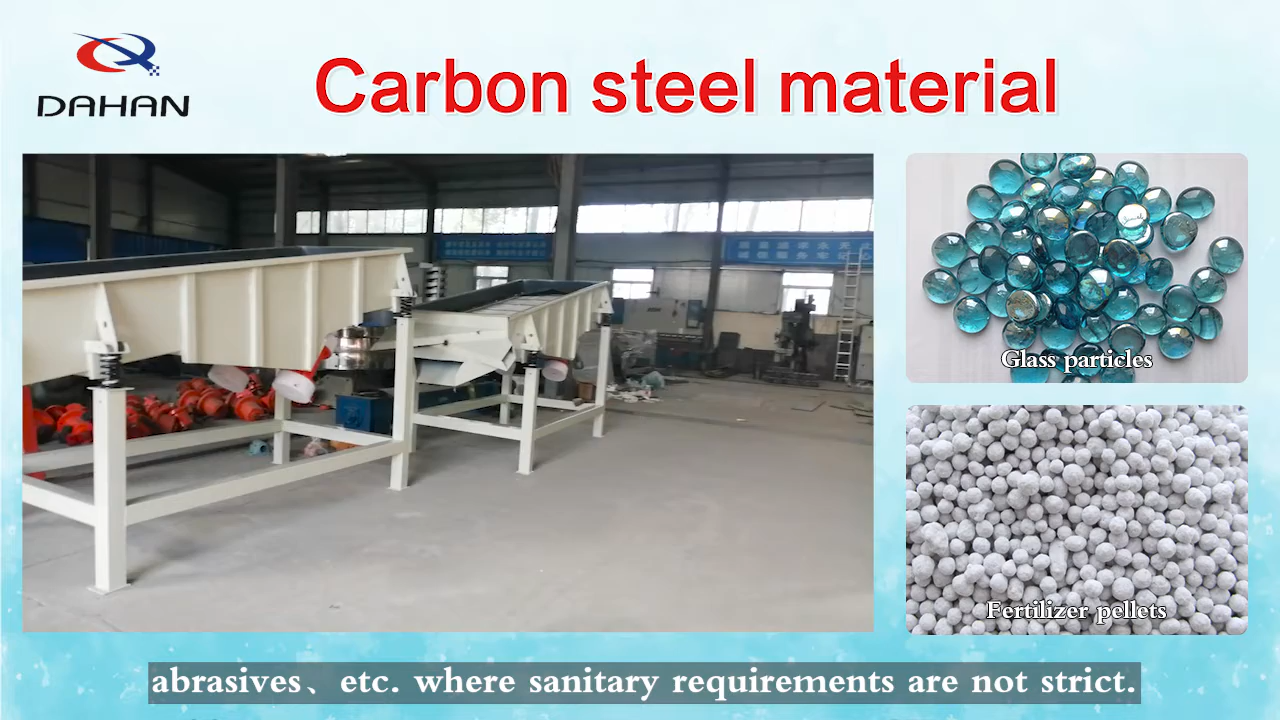 DAHAN
Carbon steel material
Glass particles
Fertilizer pellets
abrasives、etc. where sanitary requirements are not strict.